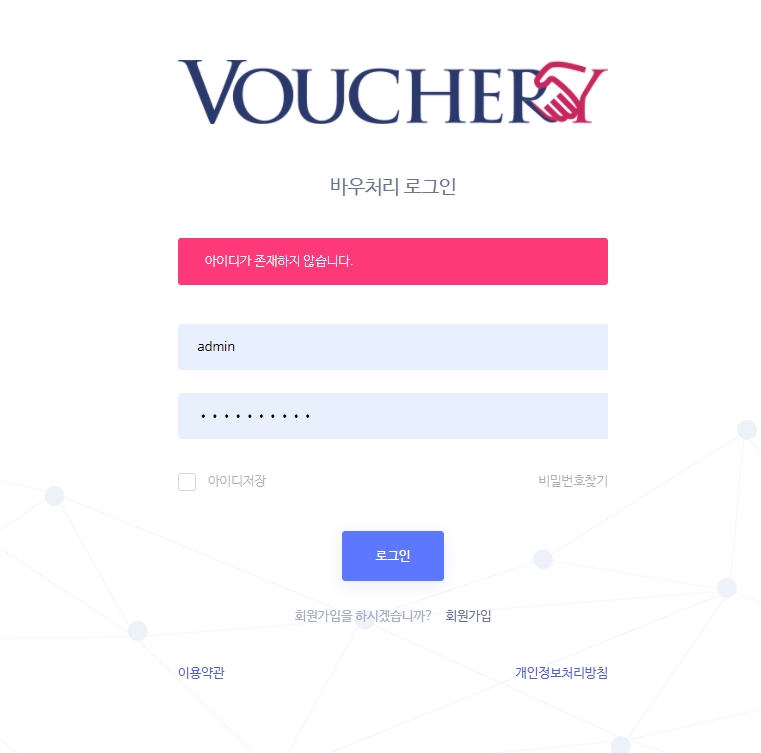 VOUCHERY
바우처리 로그인
아이디가 존재하지 않습니다.
admin
••••••••••
아이디저장 비밀번호찾기
로그인
회원가입을 하시겠습니까? 회원가입
이용약관 개인정보처리방침